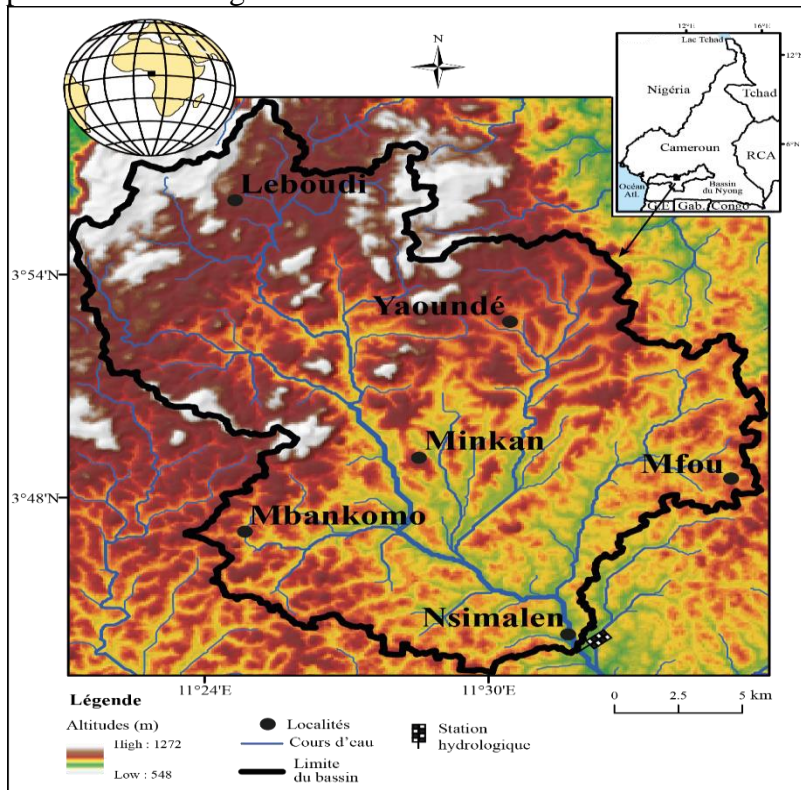 N
Lac Tchad
12°E
16°E
12°N
Nigéria
Tchad
Cameroun
6°N
RCA
Océan
Atl.
Bassin
du Nyong
G.E. Gab. Congo
Leboudi
3°54'N
Yaoundé
Minkan
Mfou
3°48'N
Mbankomo
Nsimalen
11°24'E
11°30'E
0 2.5 5 km
Légende
Altitudes (m)
High : 1272
Low : 548
Localités
Cours d'eau
Limite
du bassin
Station
hydrologique